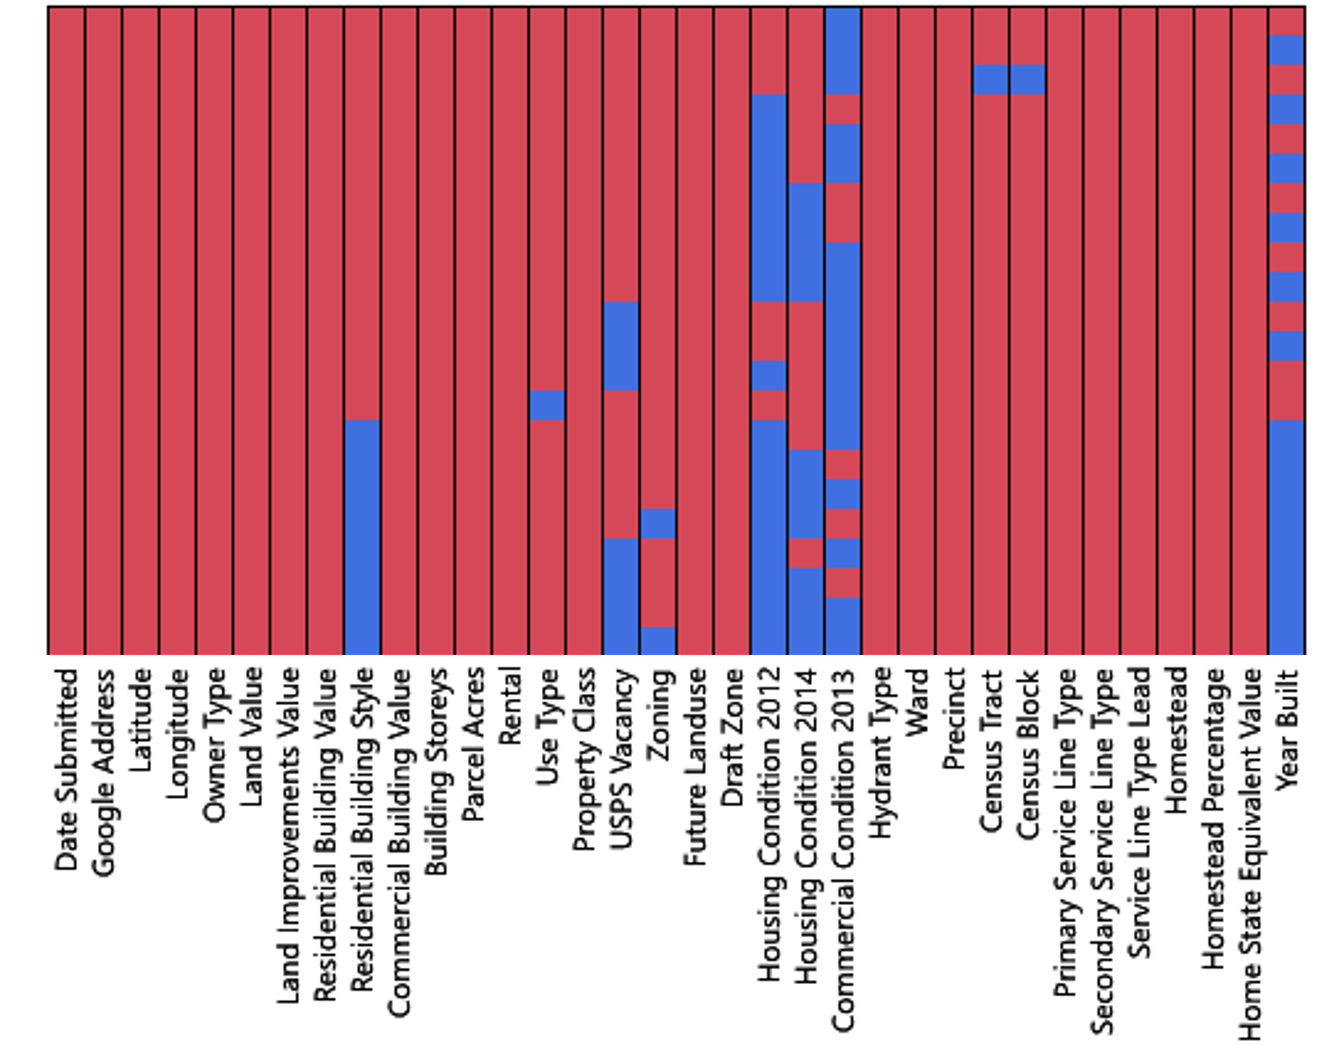 Date Submitted
Google Address
Latitude
Longitude
Owner Type
Land Value
Land Improvements Value
Residential Building Value
Residential Building Style
Commercial Building Value
Building Storeys
Parcel Acres
Rental
Use Type
Property Class
USPS Vacancy
Zoning
Future Landuse
Draft Zone
Housing Condition 2012
Housing Condition 2014
Commercial Condition 2013
Hydrant Type
Ward
Precinct
Census Tract
Census Block
Primary Service Line Type
Secondary Service Line Type
Service Line Type Lead
Homestead
Homestead Percentage
Home State Equivalent Value
Year Built